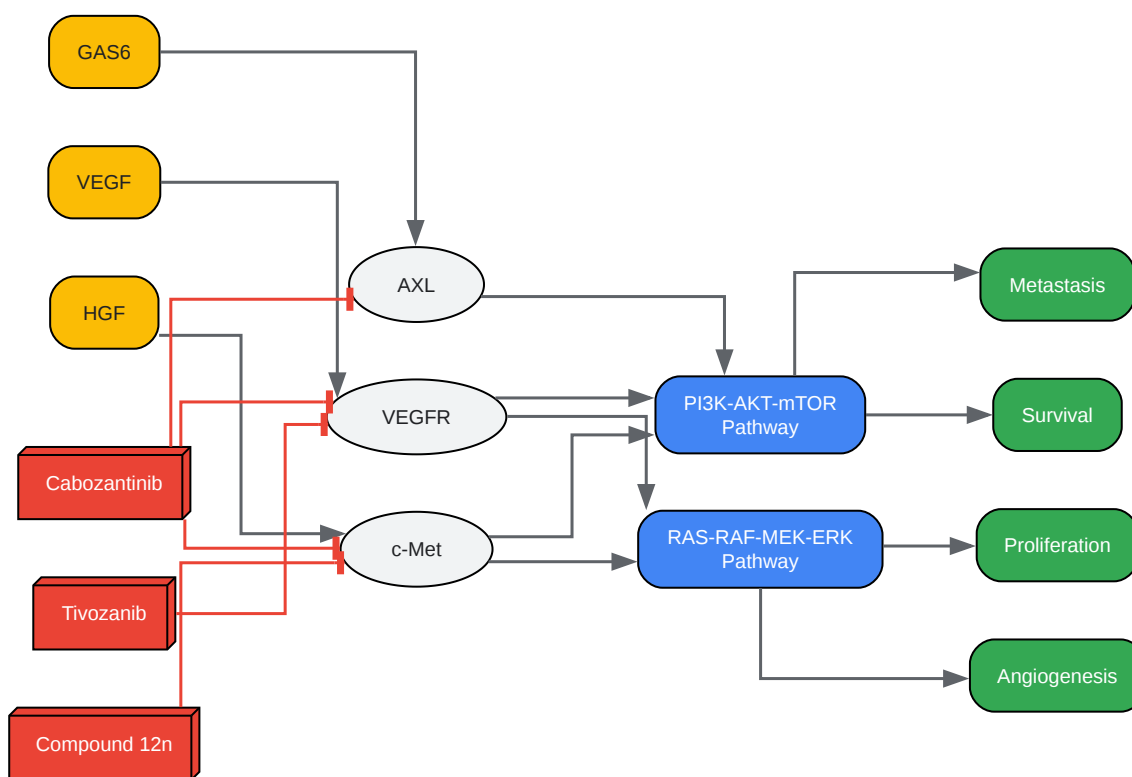 GAS6
VEGF
HGF
AXL
VEGFR
c-Met
Cabozantinib
Tivozanib
Compound 12n
PI3K-AKT-mTOR
Pathway
RAS-RAF-MEK-ERK
Pathway
Metastasis
Survival
Proliferation
Angiogenesis